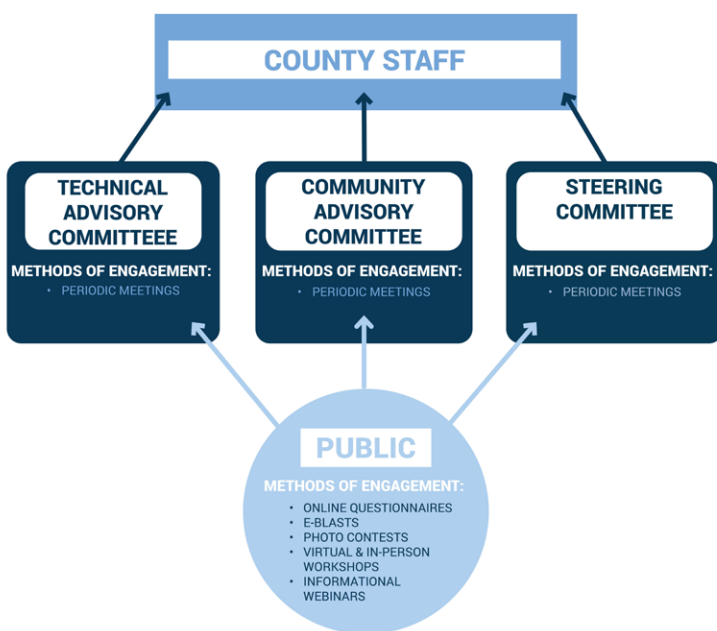 COUNTY STAFF
TECHNICAL
ADVISORY
COMMITTEEE
METHODS OF ENGAGEMENT:
• PERIODIC MEETINGS
COMMUNITY
ADVISORY
COMMITTEE
METHODS OF ENGAGEMENT:
• PERIODIC MEETINGS
STEERING
COMMITTEE
METHODS OF ENGAGEMENT:
• PERIODIC MEETINGS
PUBLIC
METHODS OF ENGAGEMENT:
• ONLINE QUESTIONNAIRES
• E-BLASTS
• PHOTO CONTESTS
• VIRTUAL & IN-PERSON
WORKSHOPS
• INFORMATIONAL
WEBINARS